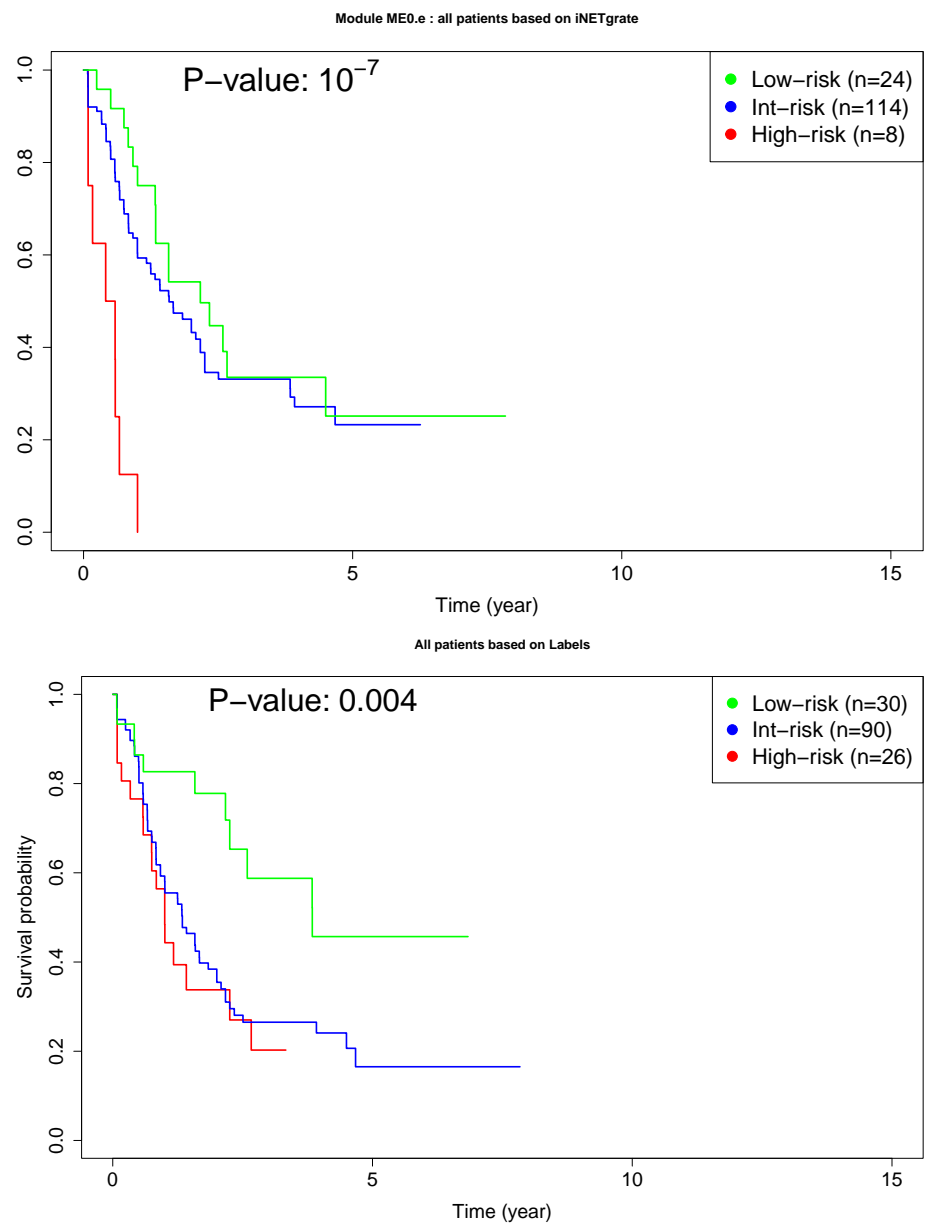 Module ME0.e : all patients based on iNETgrate
P−value: 10⁻⁷
Low−risk (n=24)
Int−risk (n=114)
High−risk (n=8)
1.0
0.8
0.6
0.4
0.2
0.0
0 5 10 15
Time (year)
All patients based on Labels
P−value: 0.004
Low−risk (n=30)
Int−risk (n=90)
High−risk (n=26)
Survival probability
1.0
0.8
0.6
0.4
0.2
0.0
0 5 10 15
Time (year)